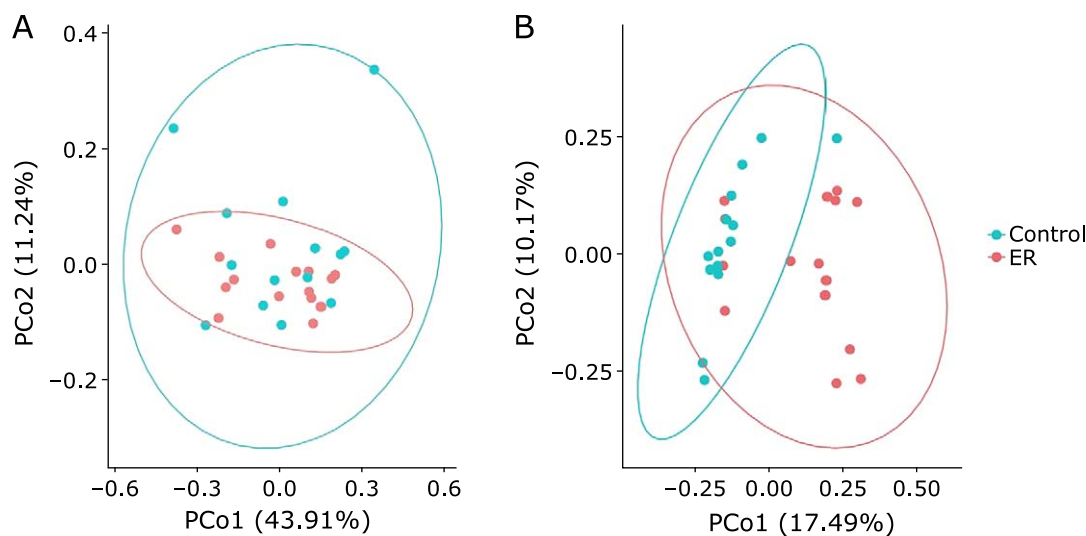 A
0.4
0.2
0.0
−0.2
PCo2 (11.24%)
−0.6
−0.3
0.0
0.3
0.6
PCo1 (43.91%)
B
0.25
0.00
−0.25
PCo2 (10.17%)
−0.25
0.00
0.25
0.50
PCo1 (17.49%)
Control
ER